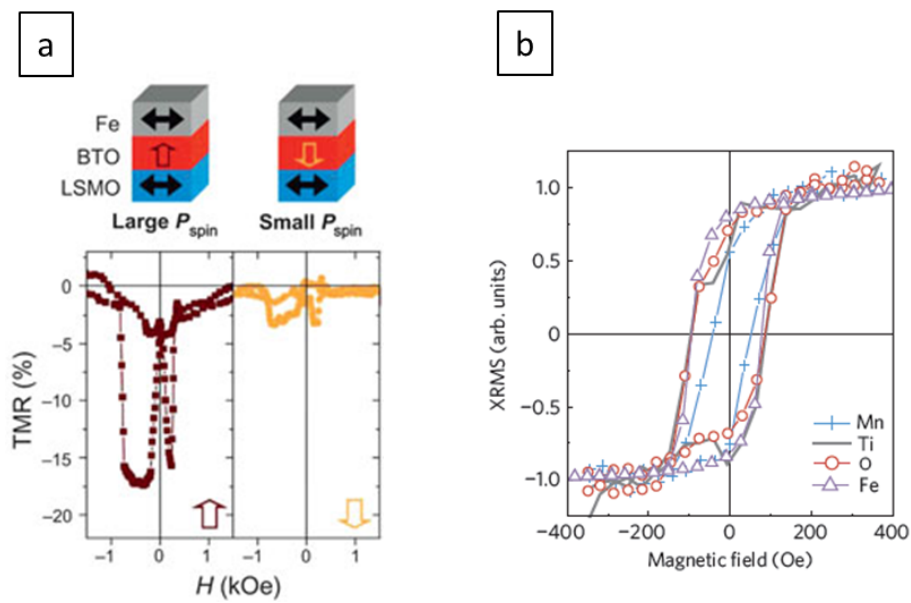 a
Fe
BTO
LSMO
Large Pspin
Small Pspin
0
−5
−10
−15
−20
TMR (%)
−1 0 1 −1 0 1
H (kOe)
b
1.0
0.5
0
−0.5
−1.0
XRMS (arb. units)
Mn
Ti
O
Fe
−400 −200 0 200 400
Magnetic field (Oe)